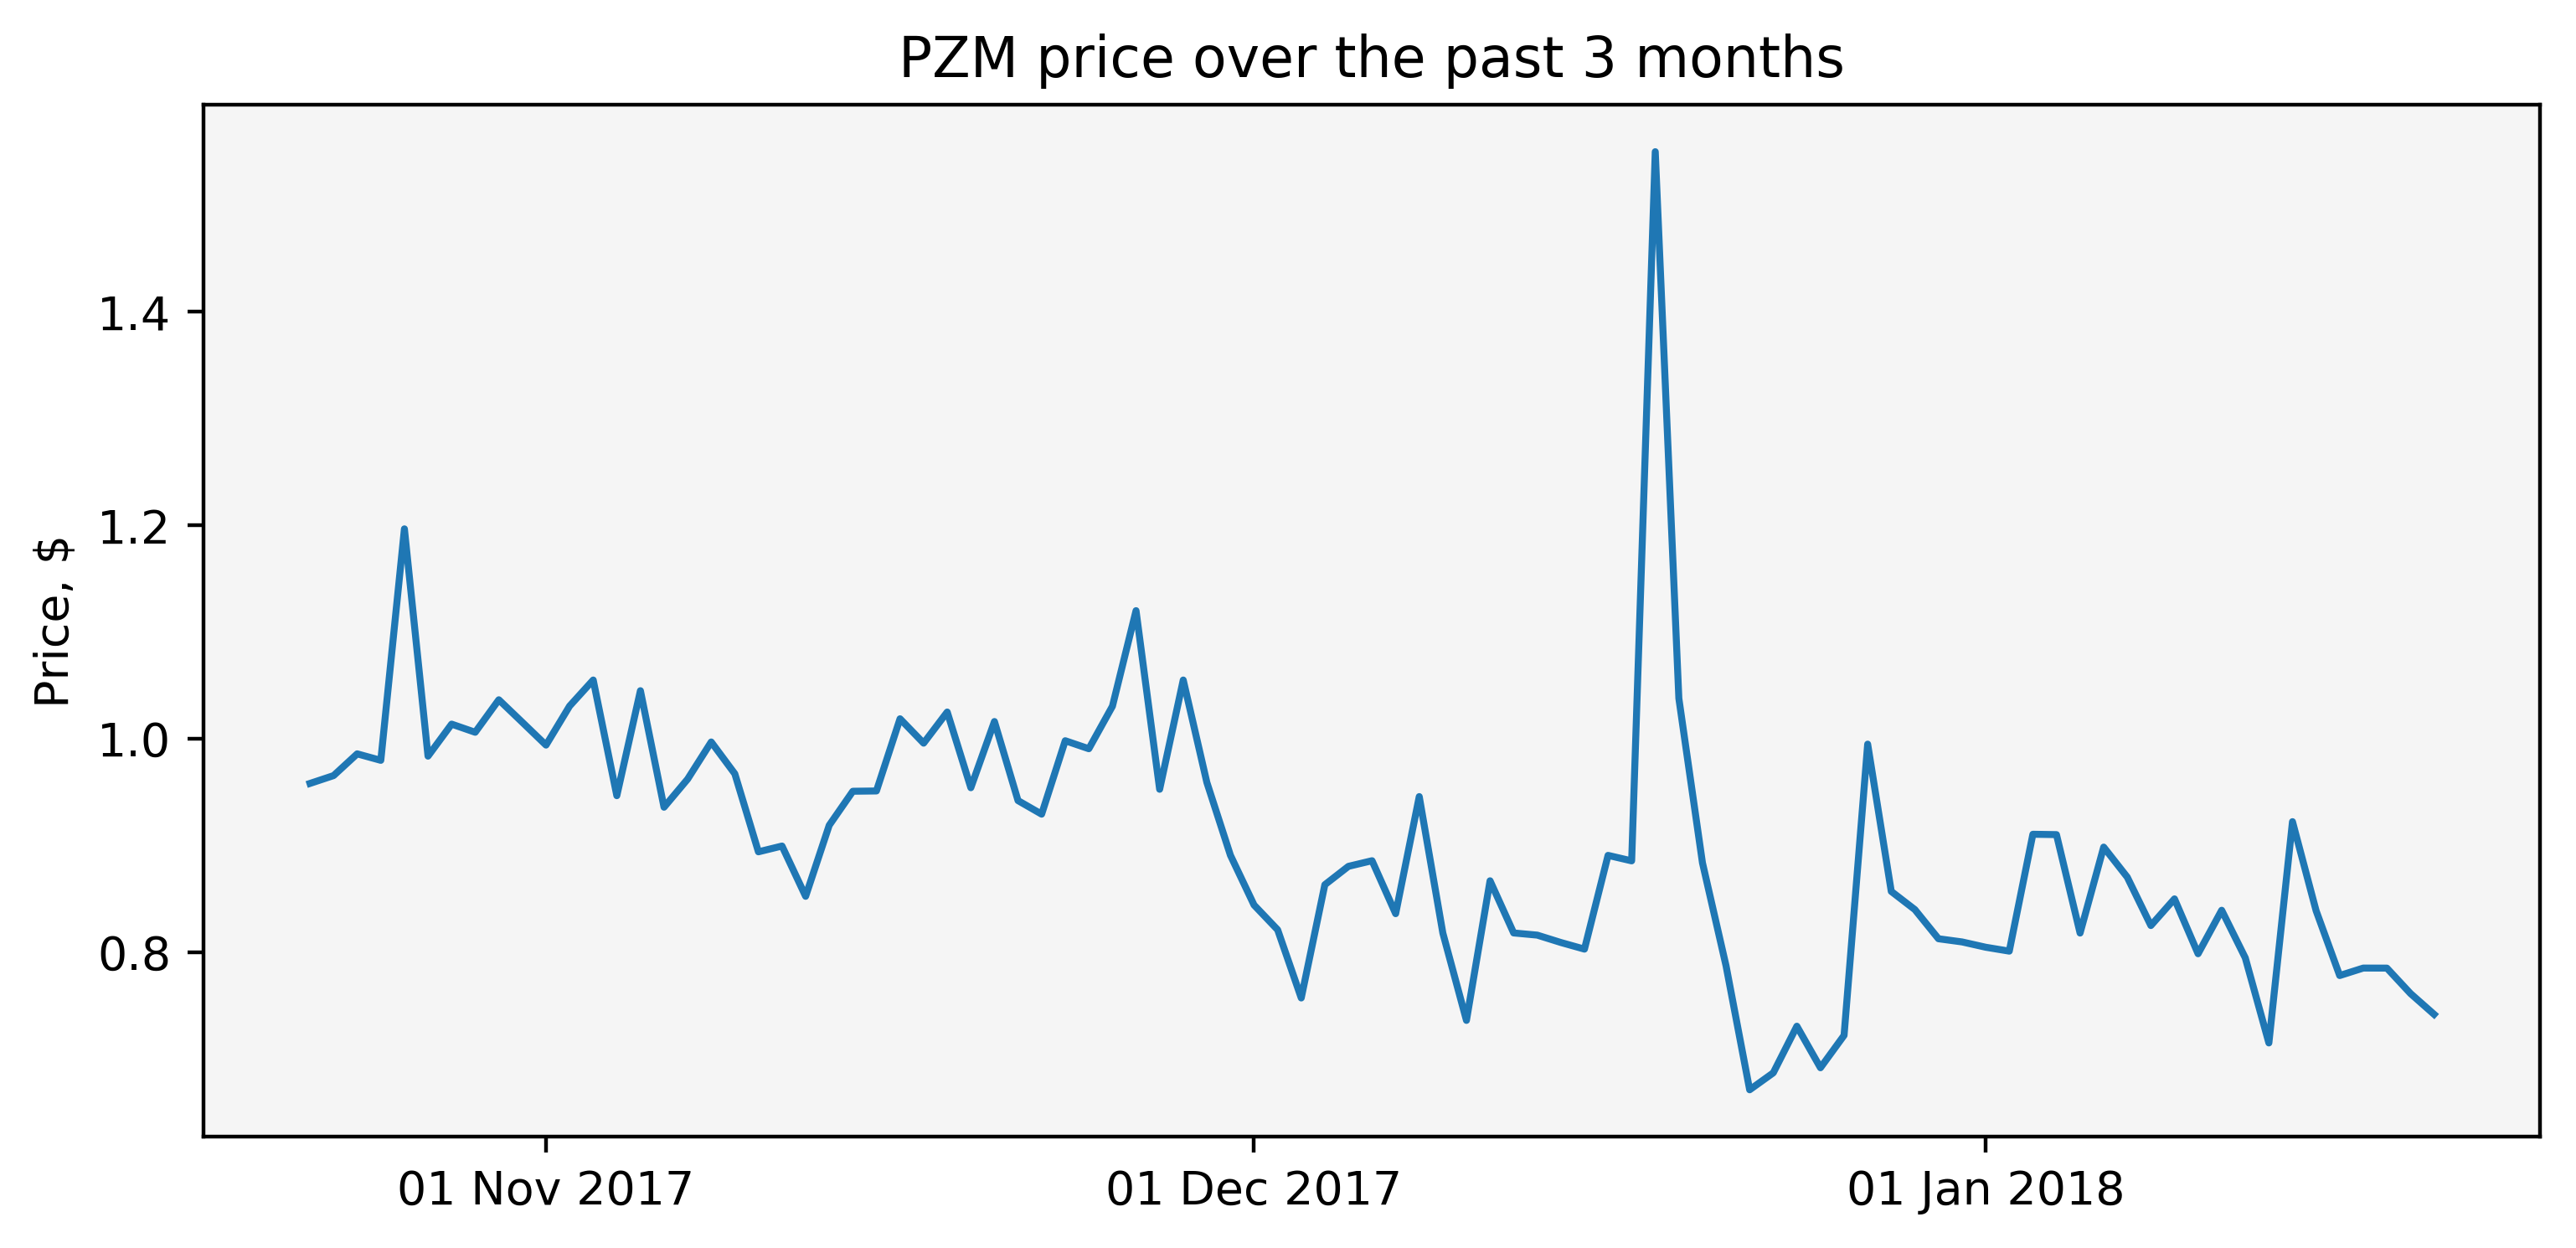 PZM price over the past 3 months
Price, $
1.4
1.2
1.0
0.8
01 Nov 2017
01 Dec 2017
01 Jan 2018